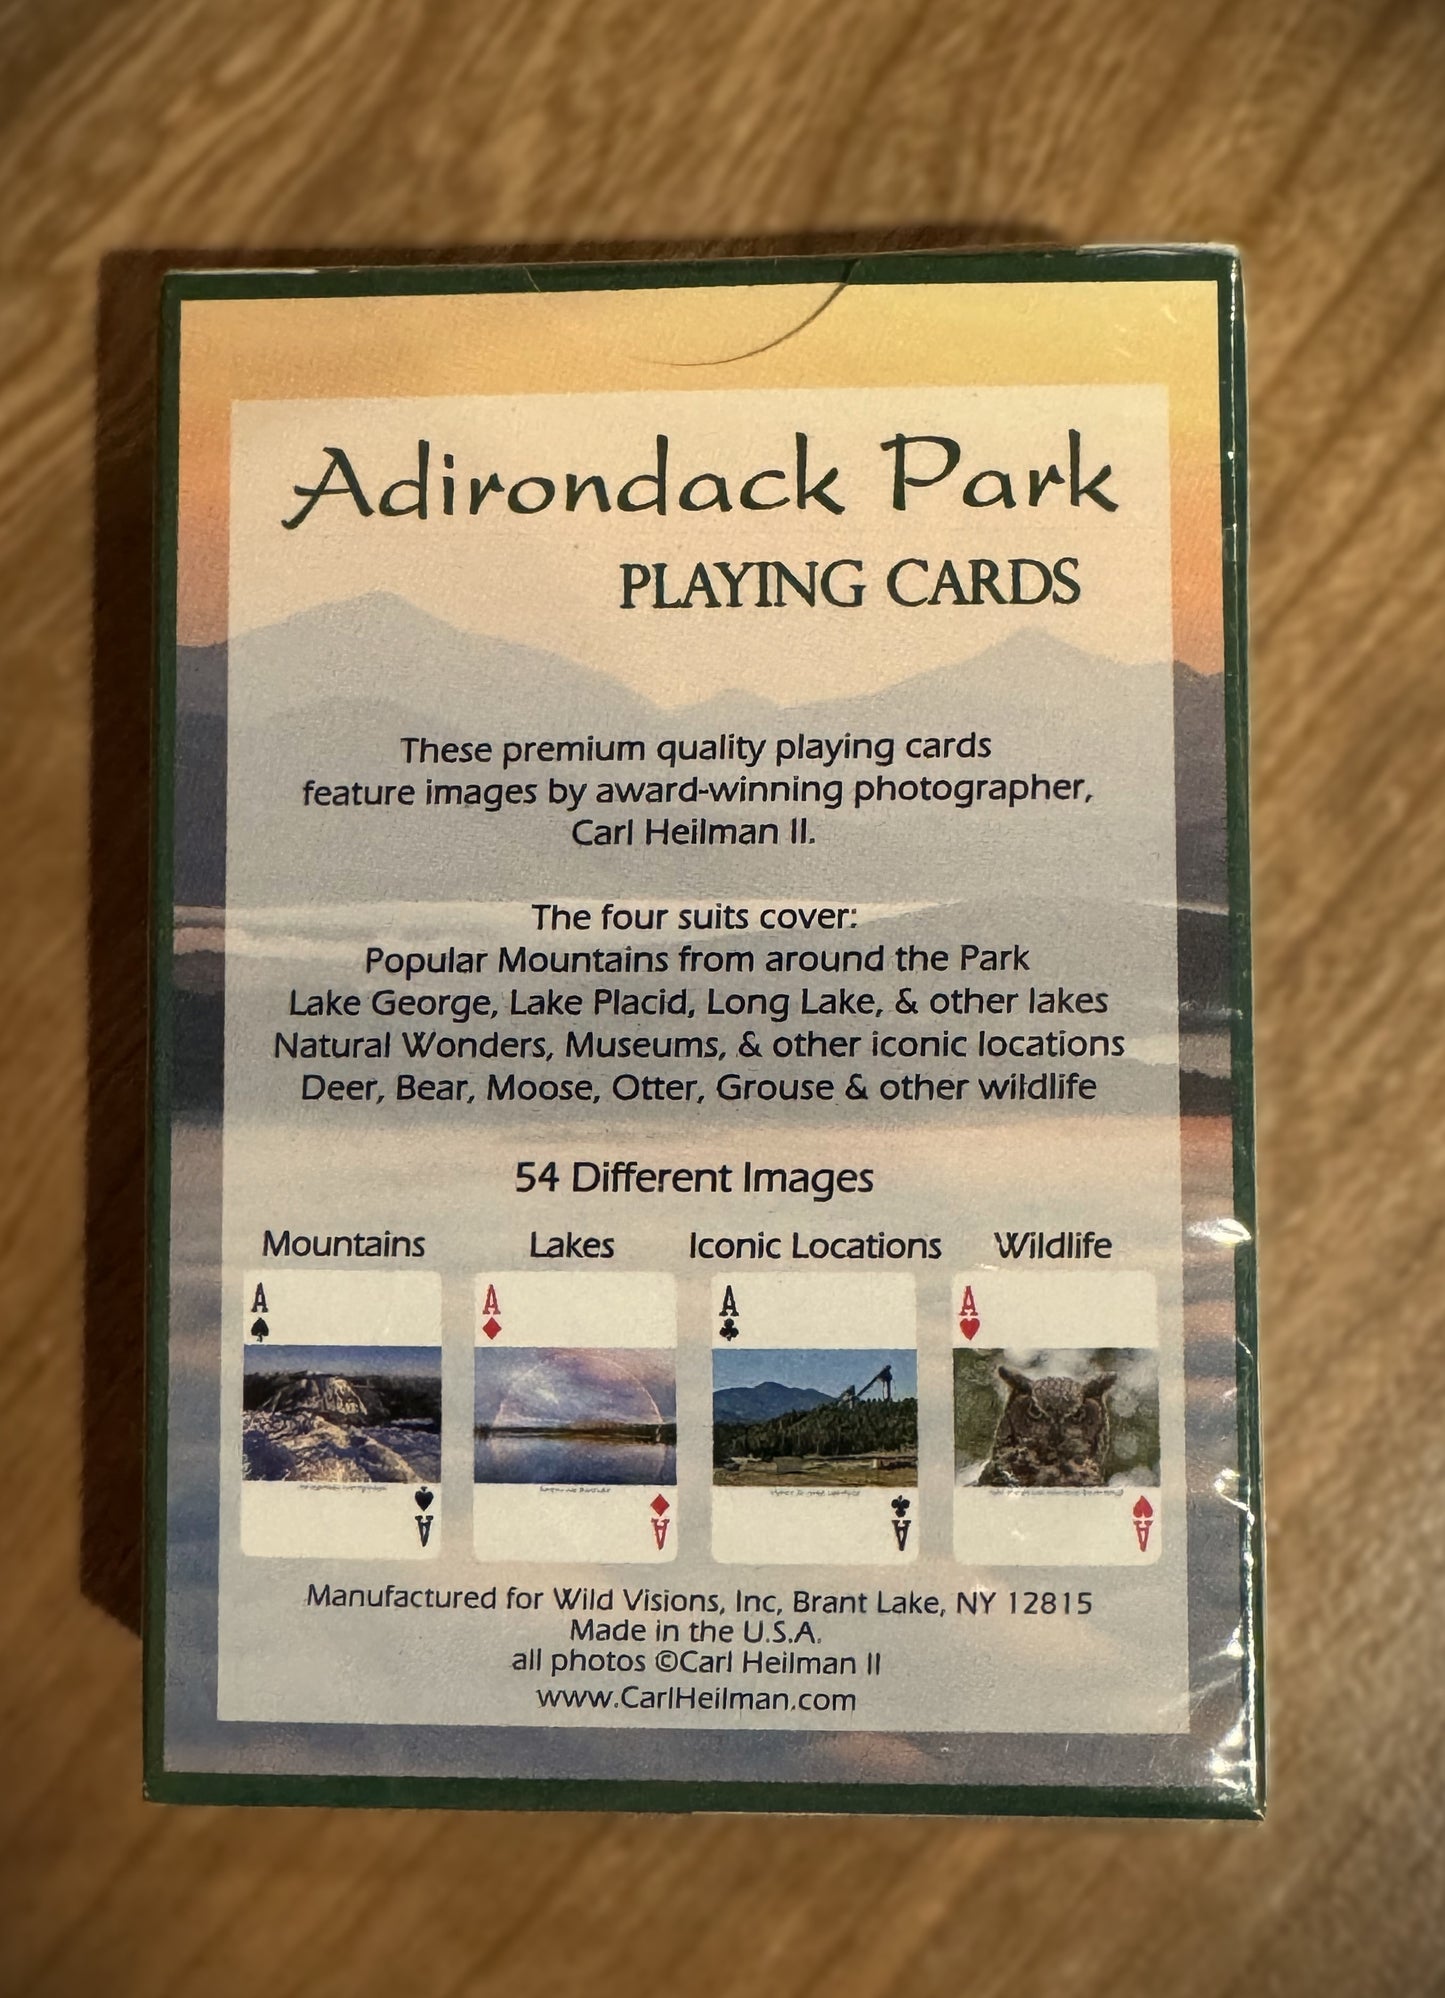 Adirondack Park
PLAYING CARDS
These premium quality playing cards
feature images by award-winning photographer,
Carl Heilman II.
The four suits cover:
Popular Mountains from around the Park
Lake George, Lake Placid, Long Lake, & other lakes
Natural Wonders, Museums, & other iconic locations
Deer, Bear, Moose, Otter, Grouse & other wildlife
54 Different Images
Mountains Lakes Iconic Locations Wildlife
A A A A
A A A A
Manufactured for Wild Visions, Inc, Brant Lake, NY 12815
Made in the U.S.A.
all photos ©Carl Heilman II
www.CarlHeilman.com